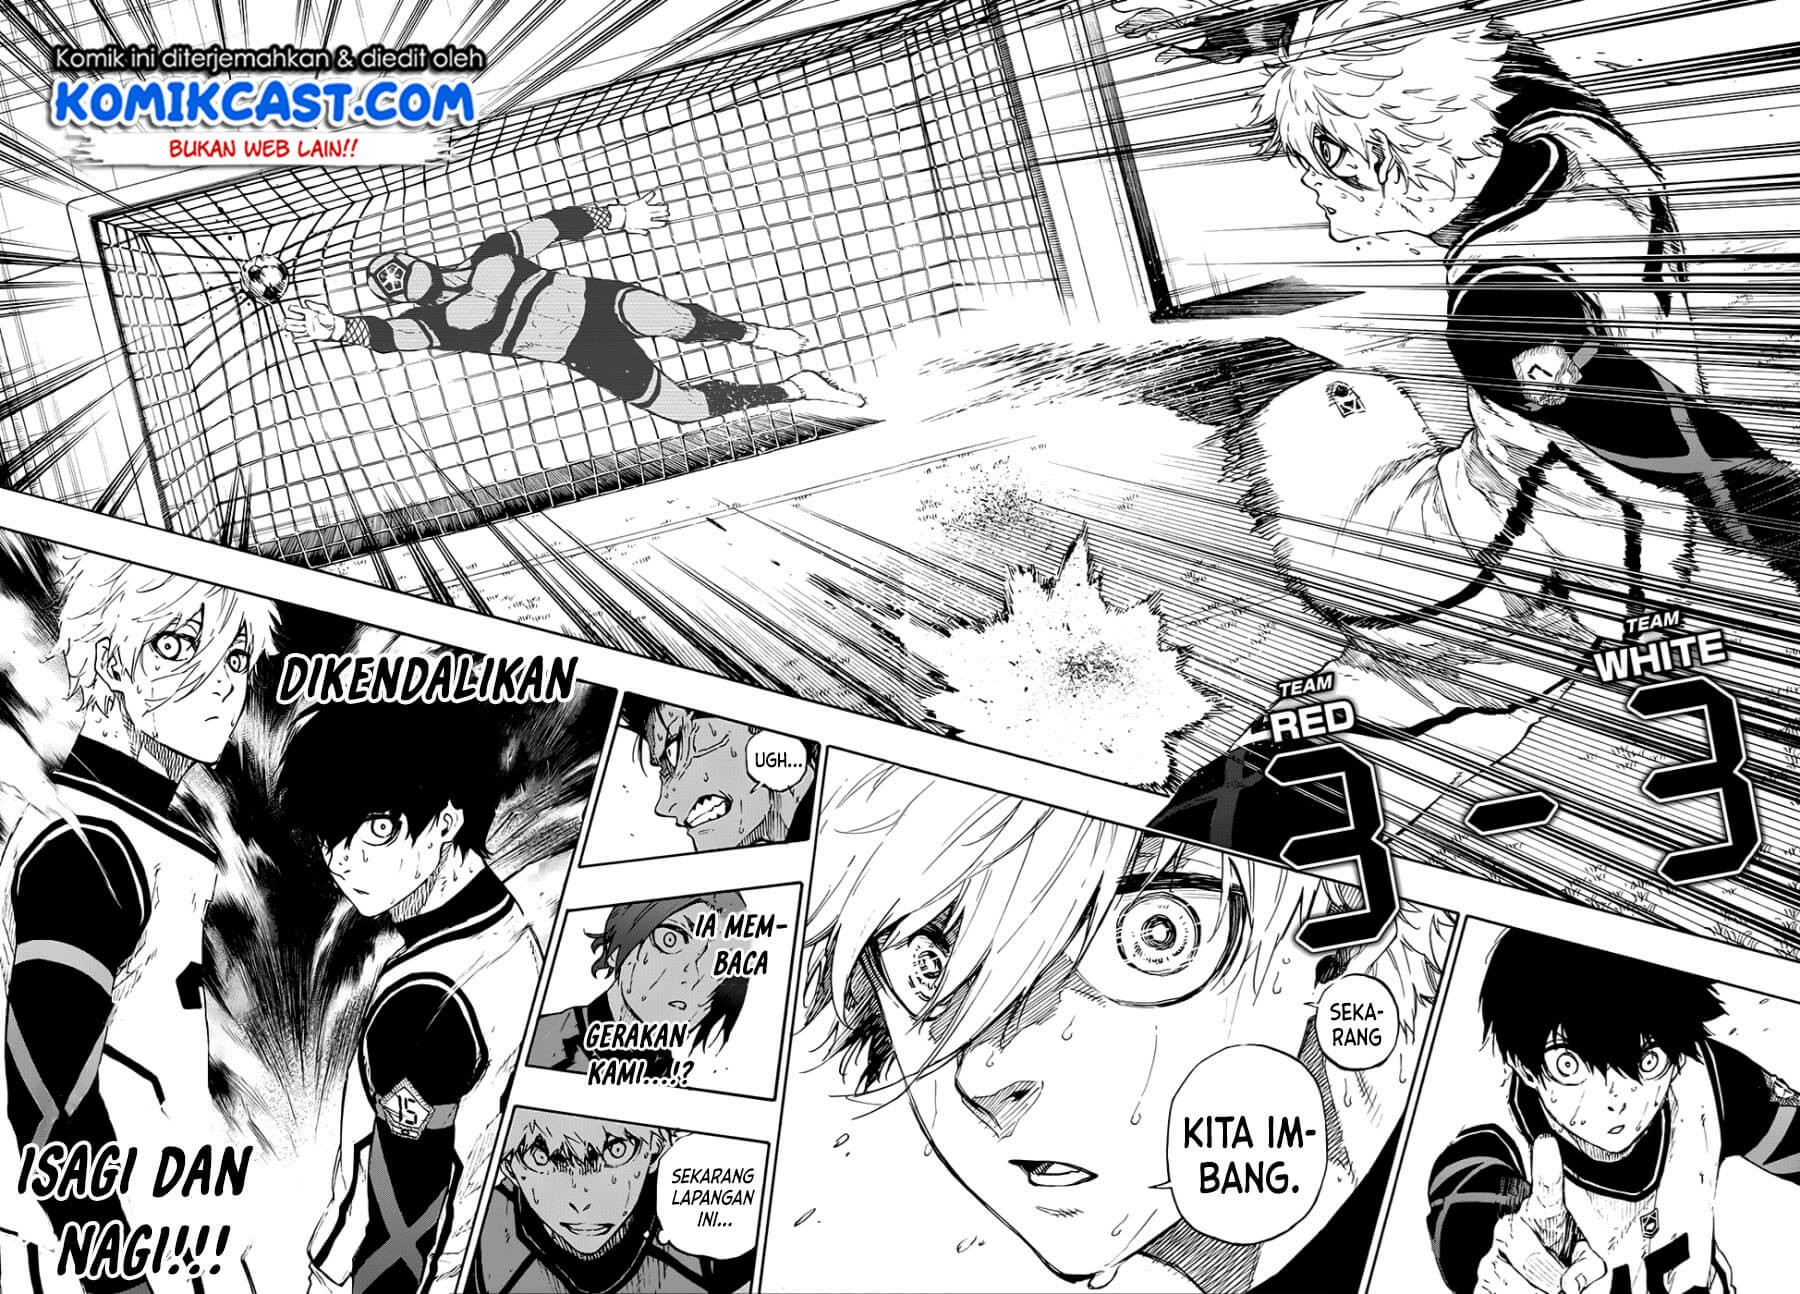 Komik ini diterjemahkan & diedit oleh
KOMIKCAST.COM
BUKAN WEB LAIN!!
TEAM
WHITE
3
-
TEAM
RED
3
SEKA-
RANG
KITA IM-
BANG.
15
UGH...
IA MEM-
BACA
GERAKAN
KAMI...!?
SEKARANG
LAPANGAN
INI...
DIKENDALIKAN
15
ISAGI DAN
NAGI!!!